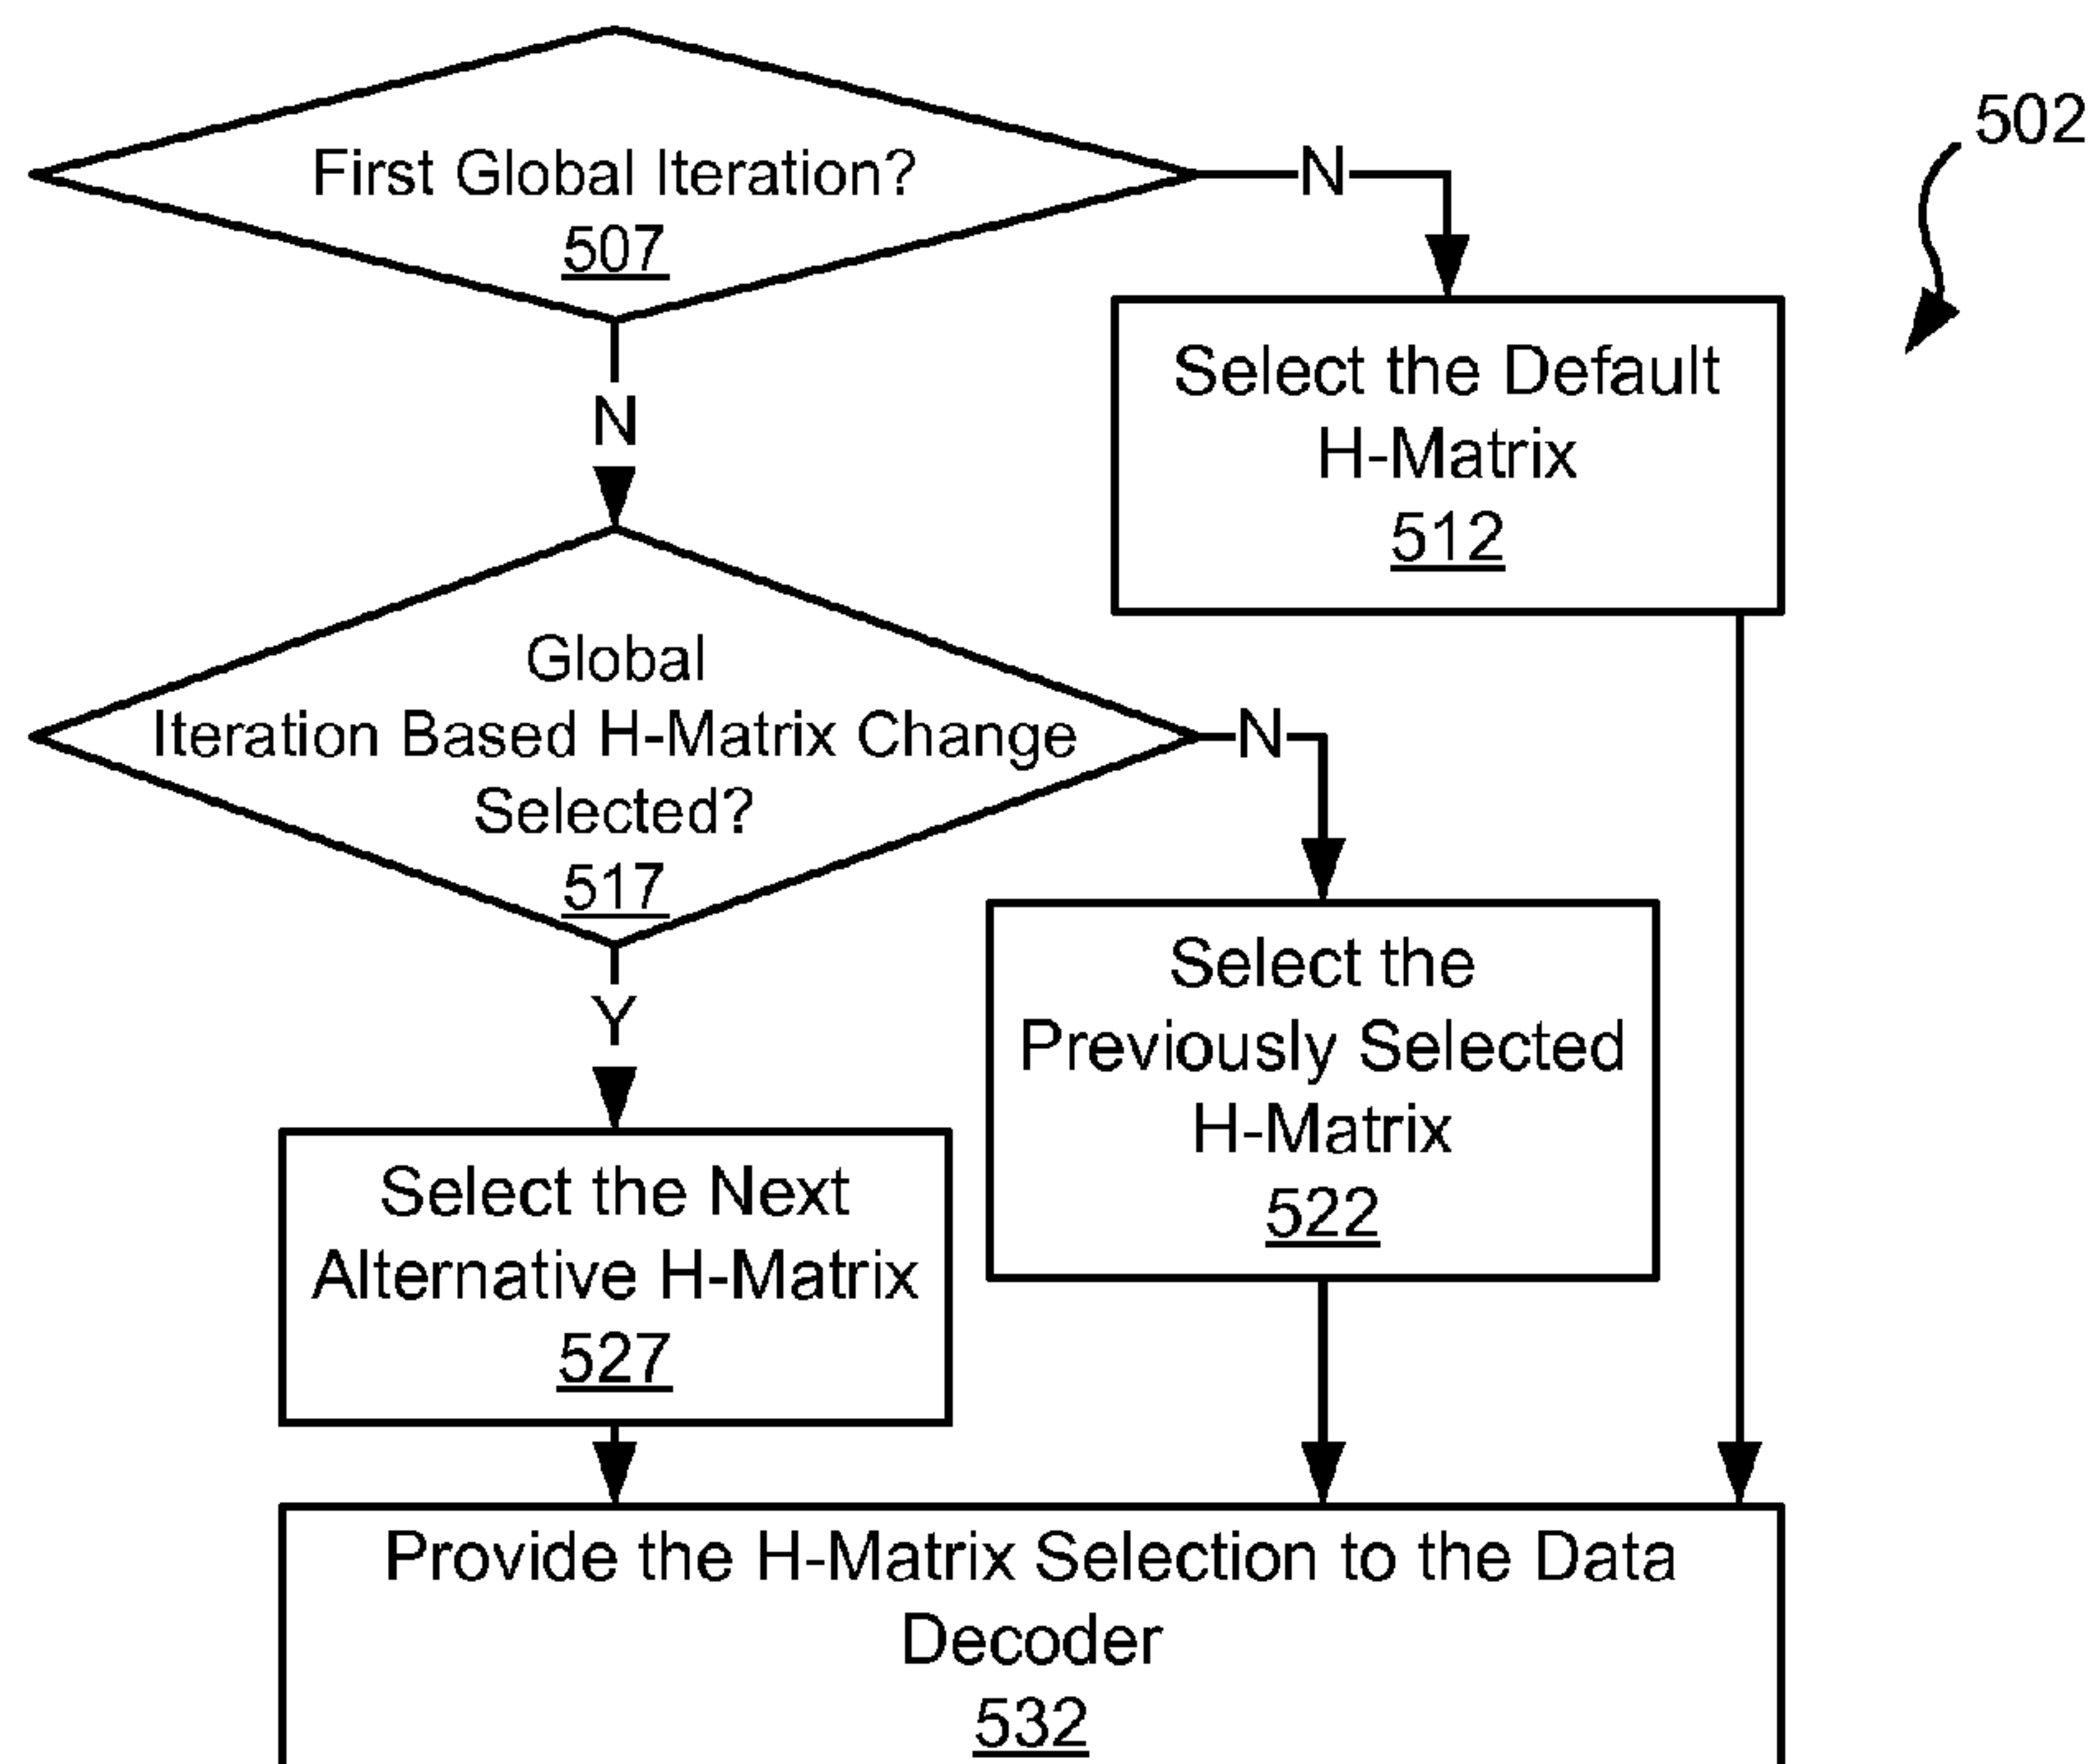 502
First Global Iteration?
507
N
N
Select the Default
H-Matrix
512
Global
Iteration Based H-Matrix Change
Selected?
517
N
Y
Select the
Previously Selected
H-Matrix
522
Select the Next
Alternative H-Matrix
527
Provide the H-Matrix Selection to the Data
Decoder
532